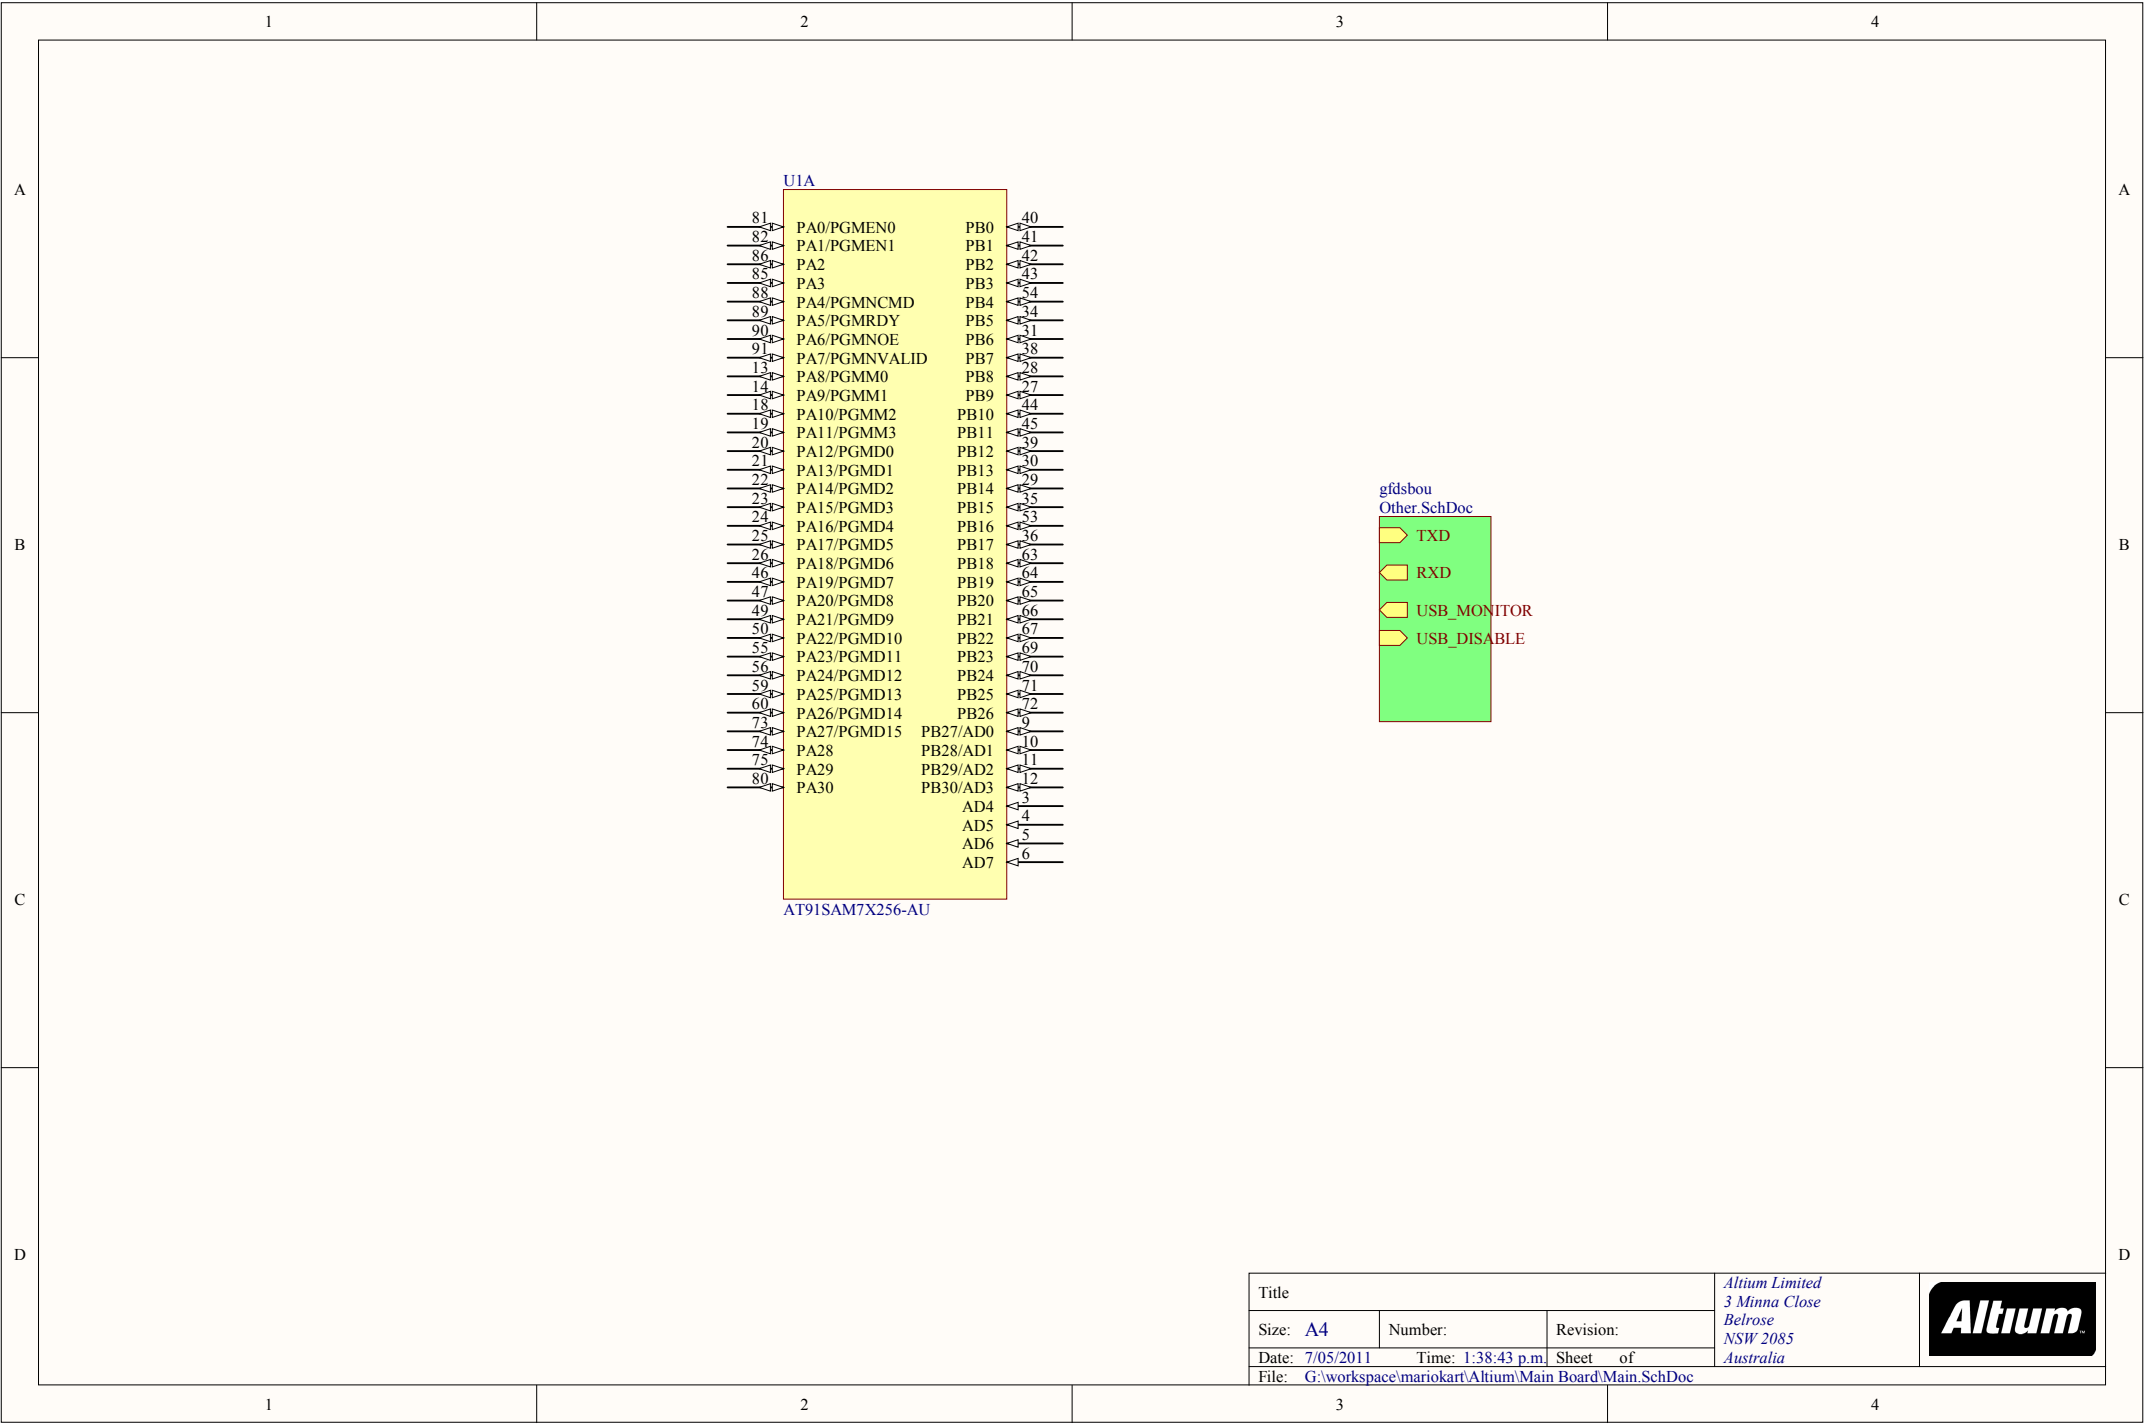 1 2 3 4
A A
U1A
81 PA0/PGMEN0 PB0 40
82 PA1/PGMEN1 PB1 41
86 PA2 PB2 42
85 PA3 PB3 43
88 PA4/PGMNCMD PB4 54
89 PA5/PGMRDY PB5 34
90 PA6/PGMNOE PB6 31
91 PA7/PGMNVALID PB7 38
13 PA8/PGMM0 PB8 28
14 PA9/PGMM1 PB9 27
18 PA10/PGMM2 PB10 44
19 PA11/PGMM3 PB11 45
20 PA12/PGMD0 PB12 39
21 PA13/PGMD1 PB13 30
22 PA14/PGMD2 PB14 29
23 PA15/PGMD3 PB15 35
24 PA16/PGMD4 PB16 53
25 PA17/PGMD5 PB17 36
26 PA18/PGMD6 PB18 63
46 PA19/PGMD7 PB19 64
47 PA20/PGMD8 PB20 65
49 PA21/PGMD9 PB21 66
50 PA22/PGMD10 PB22 67
55 PA23/PGMD11 PB23 69
56 PA24/PGMD12 PB24 70
59 PA25/PGMD13 PB25 71
60 PA26/PGMD14 PB26 72
73 PA27/PGMD15 PB27/AD0 9
74 PA28 PB28/AD1 10
75 PA29 PB29/AD2 11
80 PA30 PB30/AD3 12
AD4 3
AD5 4
AD6 5
AD7 6
AT91SAM7X256-AU
gfdsbou
Other.SchDoc
TXD
RXD
USB_MONITOR
USB_DISABLE
B B
C C
D D
Title
Size: A4 Number: Revision:
Date: 7/05/2011 Time: 1:38:43 p.m. Sheet of
File: G:\workspace\mariokart\Altium\Main Board\Main.SchDoc
Altium Limited
3 Minna Close
Belrose
NSW 2085
Australia
Altium
1 2 3 4